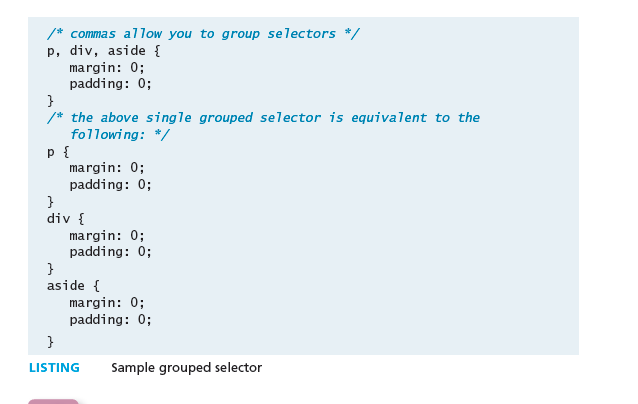 /* commas allow you to group selectors */
p, div, aside {
margin: 0;
padding: 0;
}
/* the above single grouped selector is equivalent to the
following: */
p {
margin: 0;
padding: 0;
}
div {
margin: 0;
padding: 0;
}
aside {
margin: 0;
padding: 0;
}
LISTING Sample grouped selector